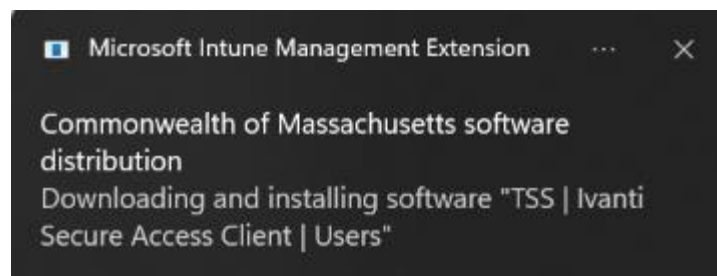 Microsoft Intune Management Extension
Commonwealth of Massachusetts software
distribution
Downloading and installing software "TSS | Ivanti
Secure Access Client | Users"